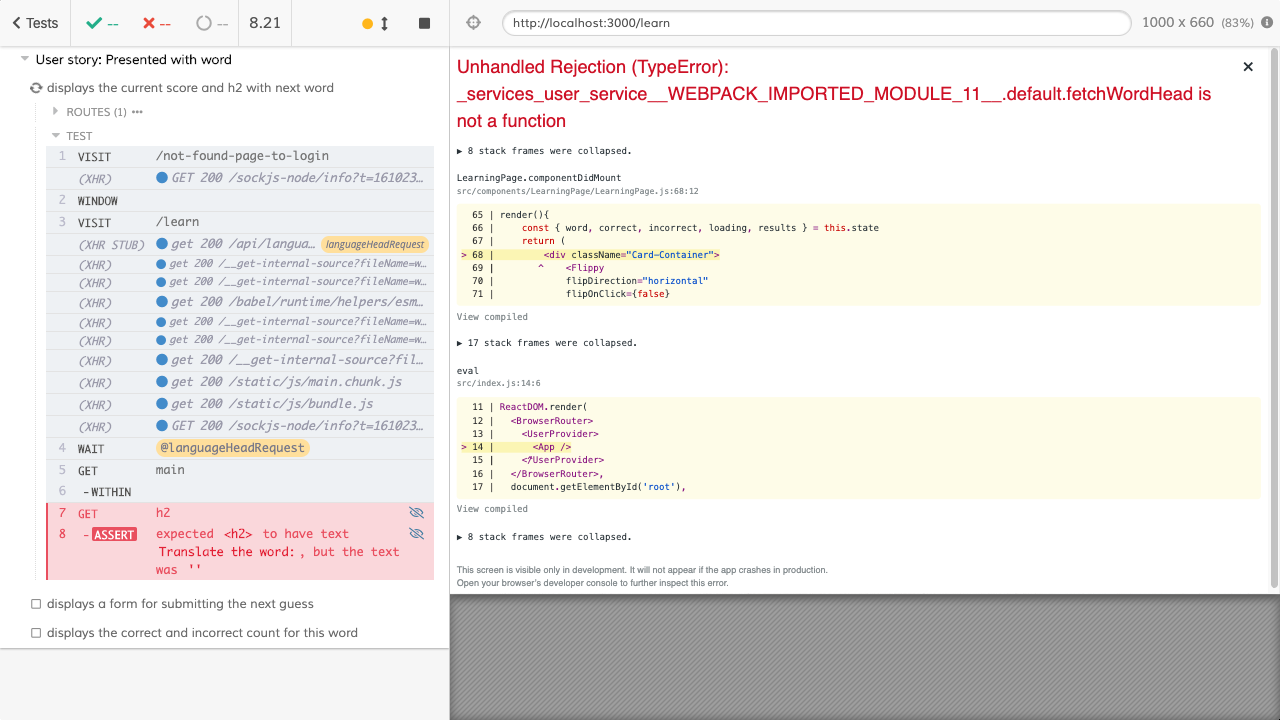 Tests
--
--
--
8.21
http://localhost:3000/learn
1000 x 660 (83%)
User story: Presented with word
displays the current score and h2 with next word
ROUTES (1)
TEST
1 VISIT /not-found-page-to-login
(XHR) GET 200 /sockjs-node/info?t=161023…
2 WINDOW
3 VISIT /learn
(XHR STUB) get 200 /api/langua… languageHeadRequest
(XHR) get 200 /__get-internal-source?fileName=w…
(XHR) get 200 /__get-internal-source?fileName=w…
(XHR) get 200 /babel/runtime/helpers/esm…
(XHR) get 200 /__get-internal-source?fileName=w…
(XHR) get 200 /__get-internal-source?fileName=w…
(XHR) get 200 /__get-internal-source?fil…
(XHR) get 200 /static/js/main.chunk.js
(XHR) get 200 /static/js/bundle.js
(XHR) GET 200 /sockjs-node/info?t=161023…
4 WAIT @languageHeadRequest
5 GET main
6 -WITHIN
7 GET h2
8 -ASSERT expected <h2> to have text
Translate the word:, but the text
was ''
displays a form for submitting the next guess
displays the correct and incorrect count for this word
Unhandled Rejection (TypeError):
_services_user_service__WEBPACK_IMPORTED_MODULE_11__.default.fetchWordHead is
not a function
▶ 8 stack frames were collapsed.
LearningPage.componentDidMount
src/components/LearningPage/LearningPage.js:68:12
65 | render(){
66 | const { word, correct, incorrect, loading, results } = this.state
67 | return (
> 68 | <div className="Card-Container">
69 | ^ <Flippy
70 | flipDirection="horizontal"
71 | flipOnClick={false}
View compiled
▶ 17 stack frames were collapsed.
eval
src/index.js:14:6
11 | ReactDOM.render(
12 | <BrowserRouter>
13 | <UserProvider>
> 14 | <App />
15 | </UserProvider>
16 | </BrowserRouter>,
17 | document.getElementById('root'),
View compiled
▶ 8 stack frames were collapsed.
This screen is visible only in development. It will not appear if the app crashes in production.
Open your browser's developer console to further inspect this error.